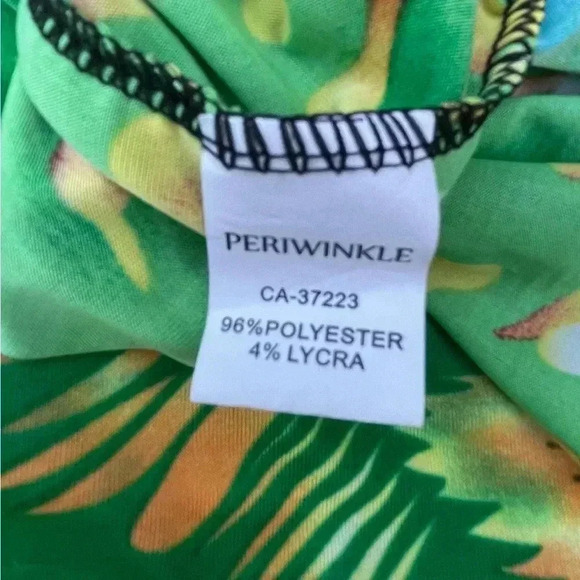 PERIWINKLE
CA-37223
96%POLYESTER
4% LYCRA